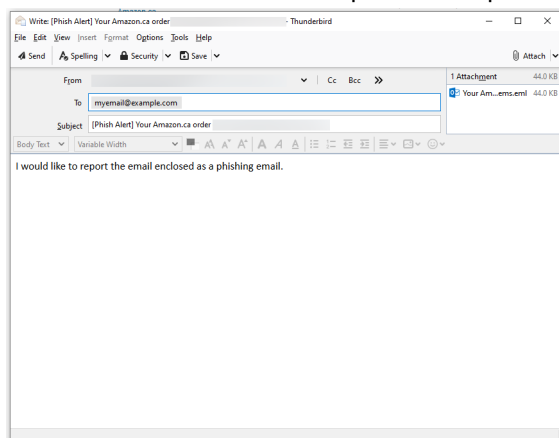 Write: [Phish Alert] Your Amazon.ca order - Thunderbird
File Edit View Insert Format Options Tools Help
Send Spelling Security Save Attach
From Cc Bcc
1 Attachment 44.0 KB
To myemail@example.com
Your Am...ems.eml 44.0 KB
Subject [Phish Alert] Your Amazon.ca order
Body Text Variable Width
I would like to report the email enclosed as a phishing email.